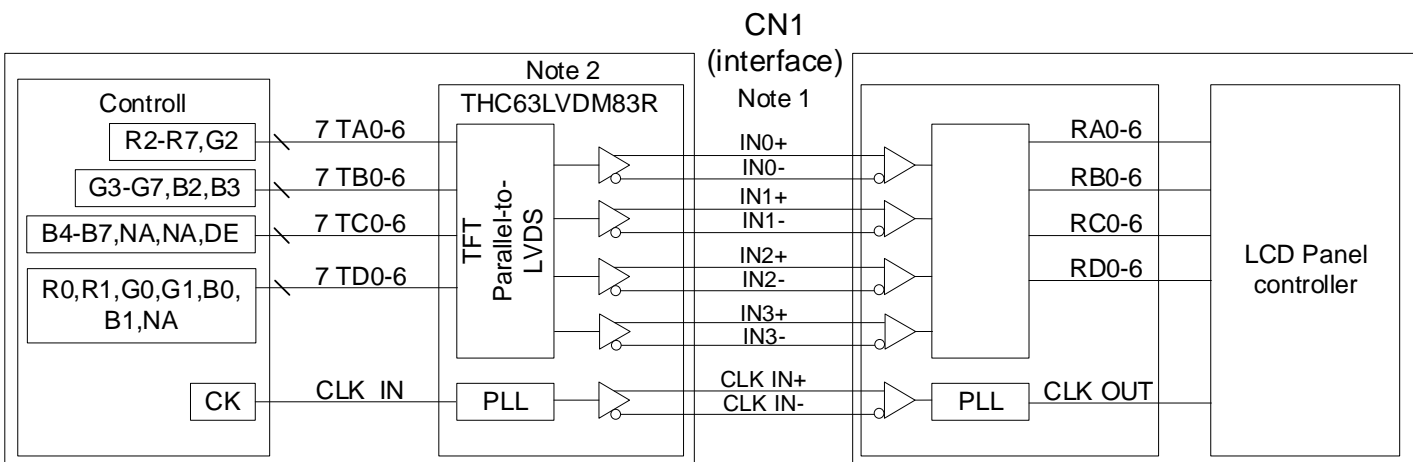 CN1
(interface)
Note 1
Note 2
THC63LVDM83R
Controll
R2-R7,G2
7 TA0-6
G3-G7,B2,B3
7 TB0-6
B4-B7,NA,NA,DE
7 TC0-6
R0,R1,G0,G1,B0,
B1,NA
7 TD0-6
CK
CLK IN
TFT
Parallel-to-
LVDS
PLL
IN0+
IN0-
IN1+
IN1-
IN2+
IN2-
IN3+
IN3-
CLK IN+
CLK IN-
PLL
RA0-6
RB0-6
RC0-6
RD0-6
CLK OUT
LCD Panel
controller